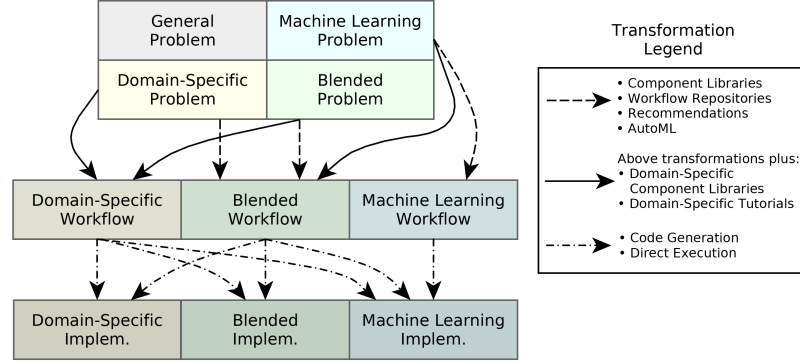 General
Problem
Machine Learning
Problem
Domain-Specific
Problem
Blended
Problem
Domain-Specific
Workflow
Blended
Workflow
Machine Learning
Workflow
Domain-Specific
Implem.
Blended
Implem.
Machine Learning
Implem.
Transformation
Legend
• Component Libraries
• Workflow Repositories
• Recommendations
• AutoML
Above transformations plus:
• Domain-Specific
Component Libraries
• Domain-Specific Tutorials
• Code Generation
• Direct Execution